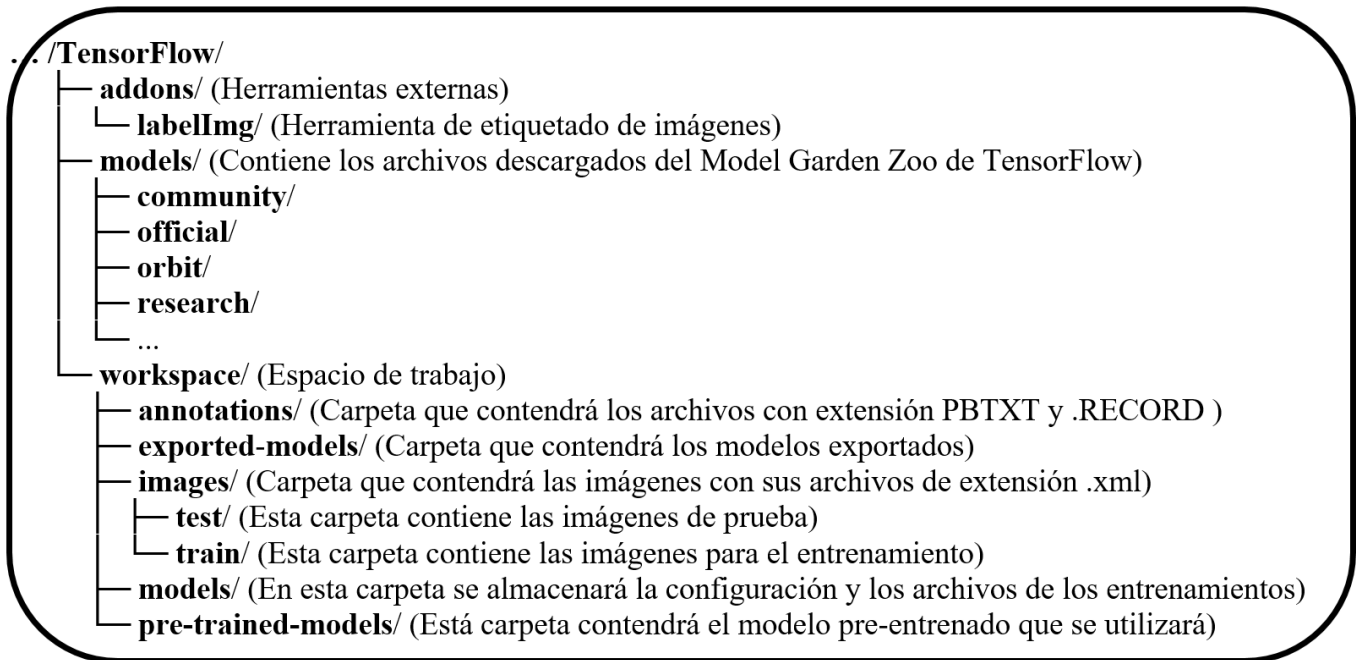 ... /TensorFlow/
├─ addons/ (Herramientas externas)
│ └─ labelImg/ (Herramienta de etiquetado de imágenes)
├─ models/ (Contiene los archivos descargados del Model Garden Zoo de TensorFlow)
│ ├─ community/
│ ├─ official/
│ ├─ orbit/
│ ├─ research/
│ └─ ...
└─ workspace/ (Espacio de trabajo)
├─ annotations/ (Carpeta que contendrá los archivos con extensión PBTXT y .RECORD )
├─ exported-models/ (Carpeta que contendrá los modelos exportados)
├─ images/ (Carpeta que contendrá las imágenes con sus archivos de extensión .xml)
│ ├─ test/ (Esta carpeta contiene las imágenes de prueba)
│ └─ train/ (Esta carpeta contiene las imágenes para el entrenamiento)
├─ models/ (En esta carpeta se almacenará la configuración y los archivos de los entrenamientos)
└─ pre-trained-models/ (Está carpeta contendrá el modelo pre-entrenado que se utilizará)